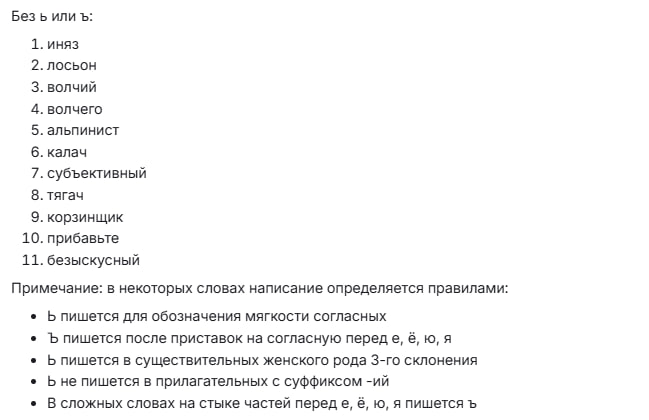 Без ь или ъ:
1. иняз
2. лосьон
3. волчий
4. волчего
5. альпинист
6. калач
7. субъективный
8. тягач
9. корзинщик
10. прибавьте
11. безыскусный
Примечание: в некоторых словах написание определяется правилами:
• Ь пишется для обозначения мягкости согласных
• Ъ пишется после приставок на согласную перед е, ё, ю, я
• Ь пишется в существительных женского рода 3-го склонения
• Ь не пишется в прилагательных с суффиксом -ий
• В сложных словах на стыке частей перед е, ё, ю, я пишется ъ